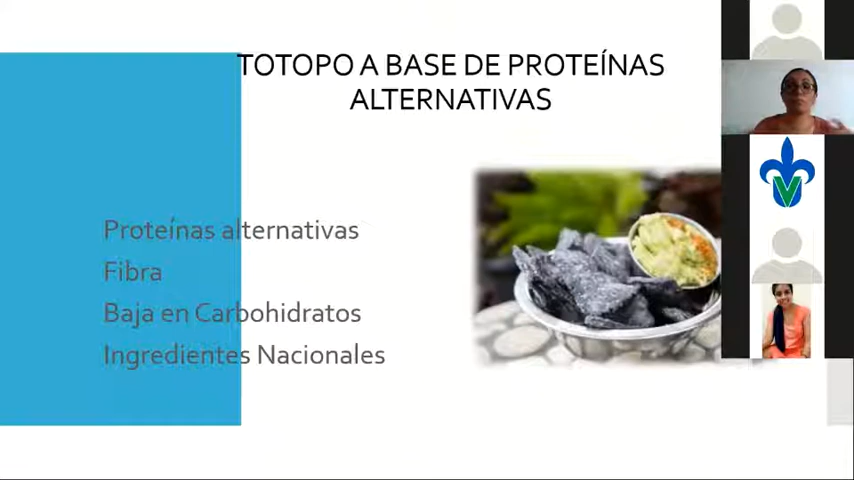 TOTOPO A BASE DE PROTEÍNAS
ALTERNATIVAS
Proteínas alternativas
Fibra
Baja en Carbohidratos
Ingredientes Nacionales